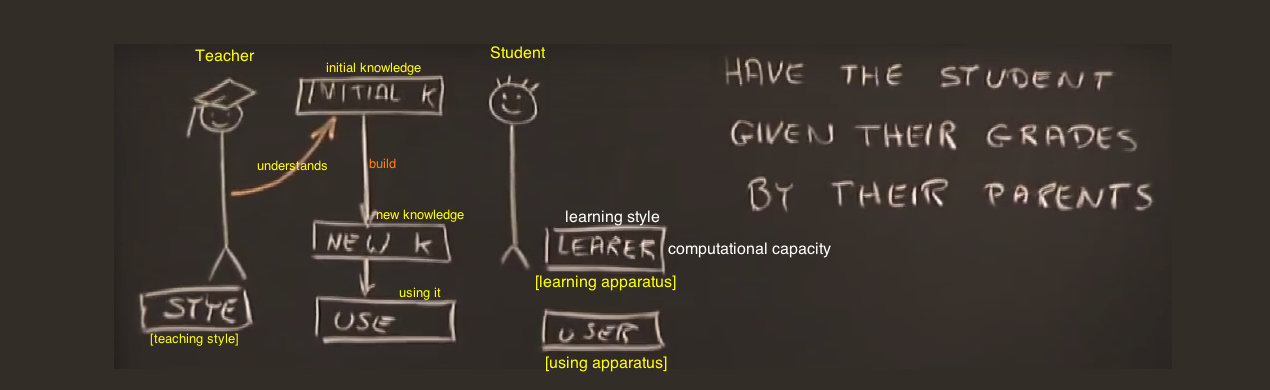 Teacher
Student
initial knowledge
INITIAL K
HAVE THE STUDENT
GIVEN THEIR GRADES
BY THEIR PARENTS
understands
build
new knowledge
NEW K
learning style
LEARER
computational capacity
[learning apparatus]
using it
STYE
USE
USER
[teaching style]
[using apparatus]